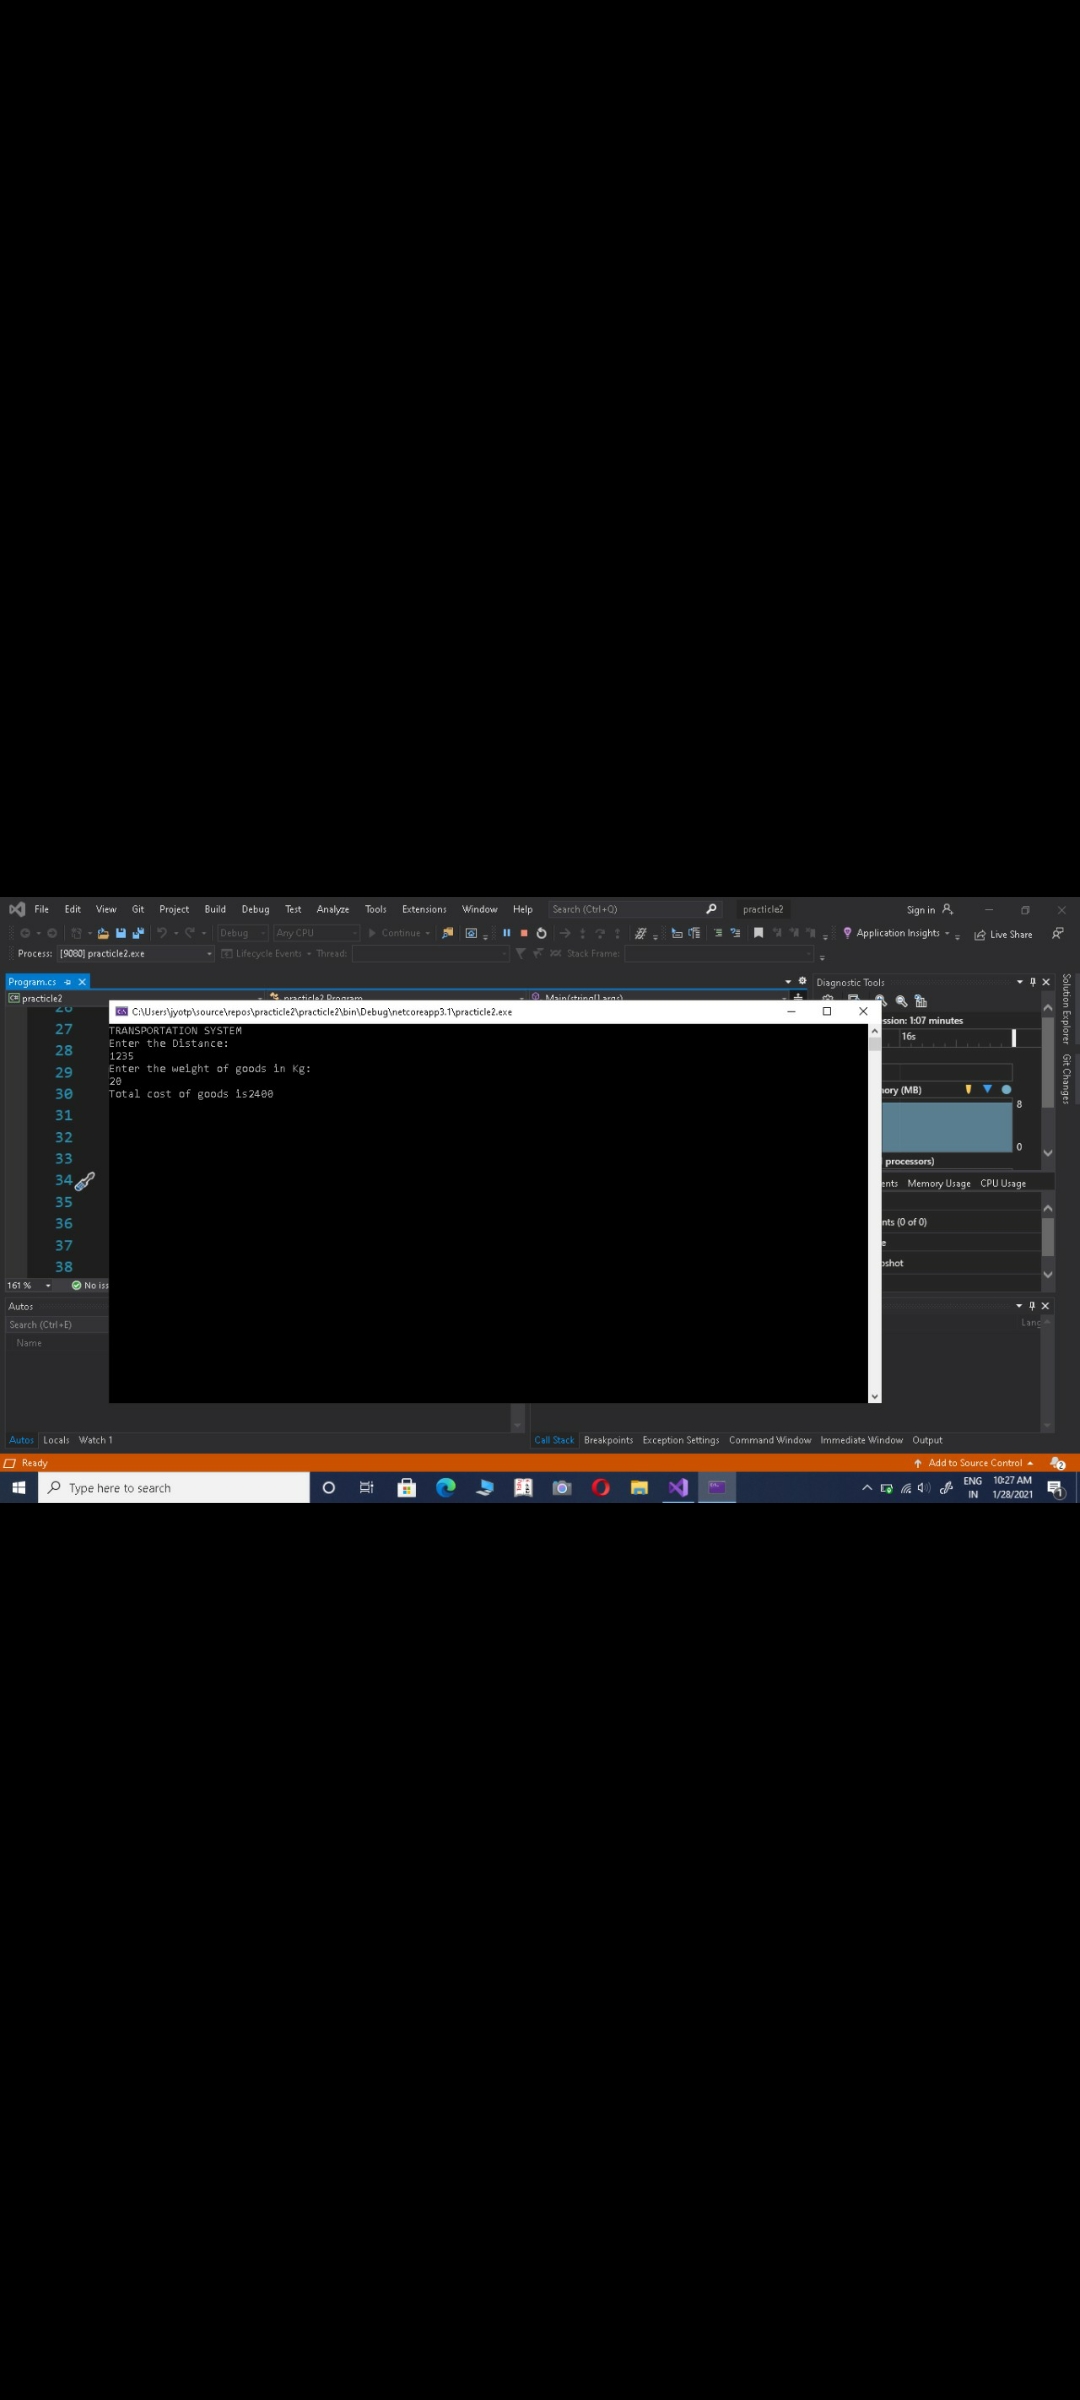 File Edit View Git Project Build Debug Test Analyze Tools Extensions Window Help Search (Ctrl+Q) practicle2 Sign in
Debug Any CPU Continue Application Insights Live Share
Process: [9080] practicle2.exe Lifecycle Events Thread: Stack Frame:
Program.cs Diagnostic Tools
practicle2 practicle2.Program Main(string[] args)
C:\Users\jyotp\source\repos\practicle2\practicle2\bin\Debug\netcoreapp3.1\practicle2.exe
TRANSPORTATION SYSTEM
Enter the Distance:
1235
Enter the weight of goods in Kg:
20
Total cost of goods is2400
26
27
28
29
30
31
32
33
34
35
36
37
38
ssion: 1:07 minutes
16s
ory (MB)
8
0
processors)
ents Memory Usage CPU Usage
nts (0 of 0)
e
oshot
Solution Explorer
Git Changes
161 % No iss
Autos
Search (Ctrl+E)
Name
Lang
Autos Locals Watch 1
Call Stack Breakpoints Exception Settings Command Window Immediate Window Output
Ready Add to Source Control 2
Type here to search
ENG 10:27 AM
IN 1/28/2021
1